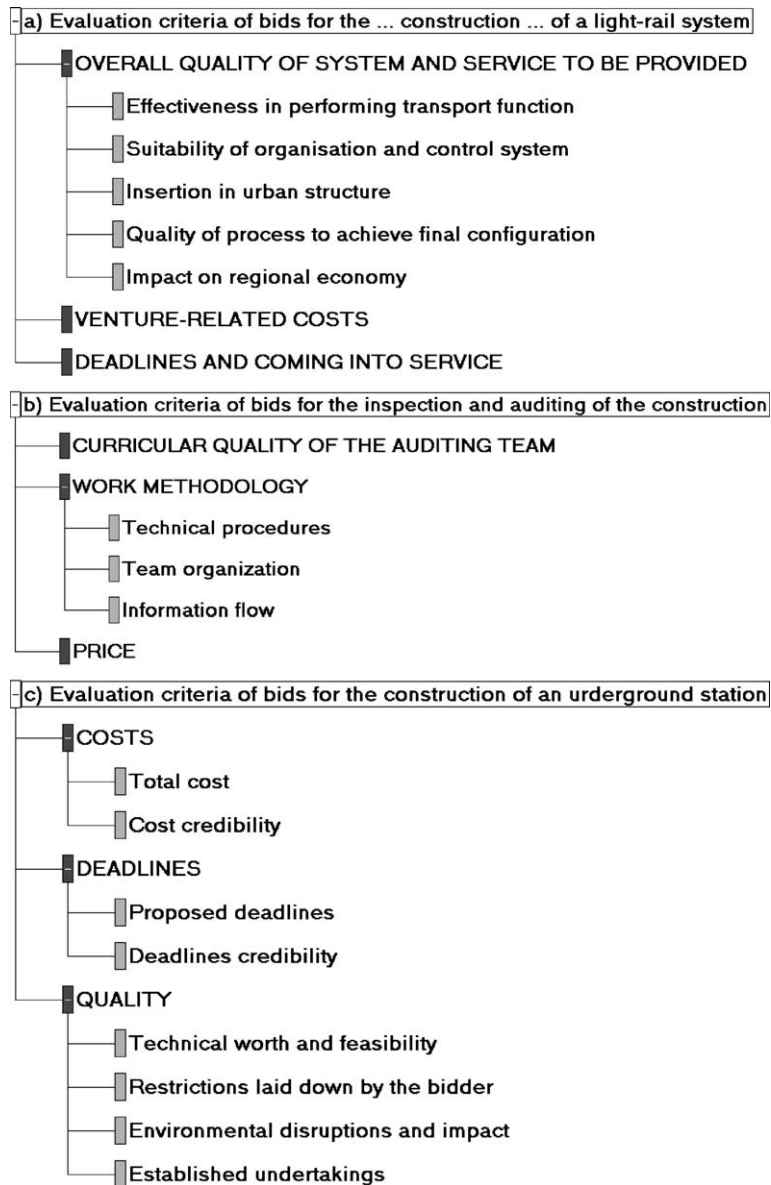 a) Evaluation criteria of bids for the ... construction ... of a light-rail system
OVERALL QUALITY OF SYSTEM AND SERVICE TO BE PROVIDED
Effectiveness in performing transport function
Suitability of organisation and control system
Insertion in urban structure
Quality of process to achieve final configuration
Impact on regional economy
VENTURE-RELATED COSTS
DEADLINES AND COMING INTO SERVICE
b) Evaluation criteria of bids for the inspection and auditing of the construction
CURRICULAR QUALITY OF THE AUDITING TEAM
WORK METHODOLOGY
Technical procedures
Team organization
Information flow
PRICE
c) Evaluation criteria of bids for the construction of an urderground station
COSTS
Total cost
Cost credibility
DEADLINES
Proposed deadlines
Deadlines credibility
QUALITY
Technical worth and feasibility
Restrictions laid down by the bidder
Environmental disruptions and impact
Established undertakings